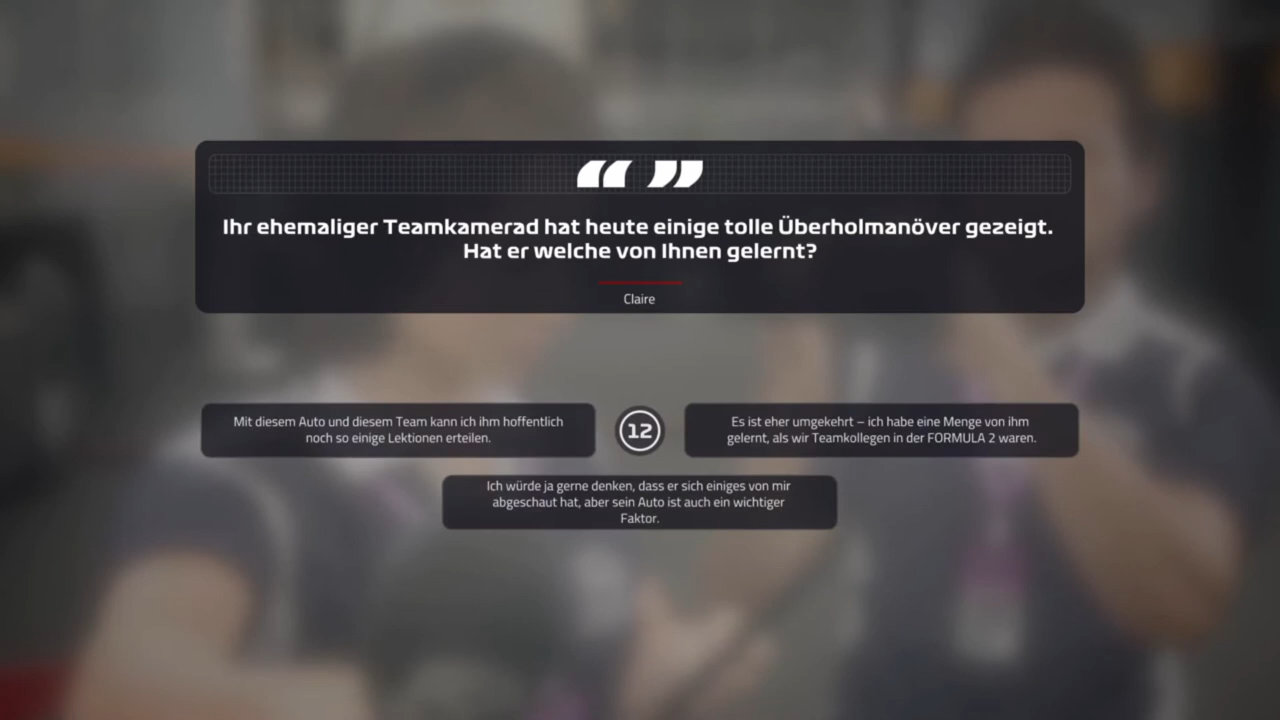 “ ”
Ihr ehemaliger Teamkamerad hat heute einige tolle Überholmanöver gezeigt.
Hat er welche von Ihnen gelernt?
Claire
Mit diesem Auto und diesem Team kann ich ihm hoffentlich
noch so einige Lektionen erteilen.
12
Es ist eher umgekehrt – ich habe eine Menge von ihm
gelernt, als wir Teamkollegen in der FORMULA 2 waren.
Ich würde ja gerne denken, dass er sich einiges von mir
abgeschaut hat, aber sein Auto ist auch ein wichtiger
Faktor.